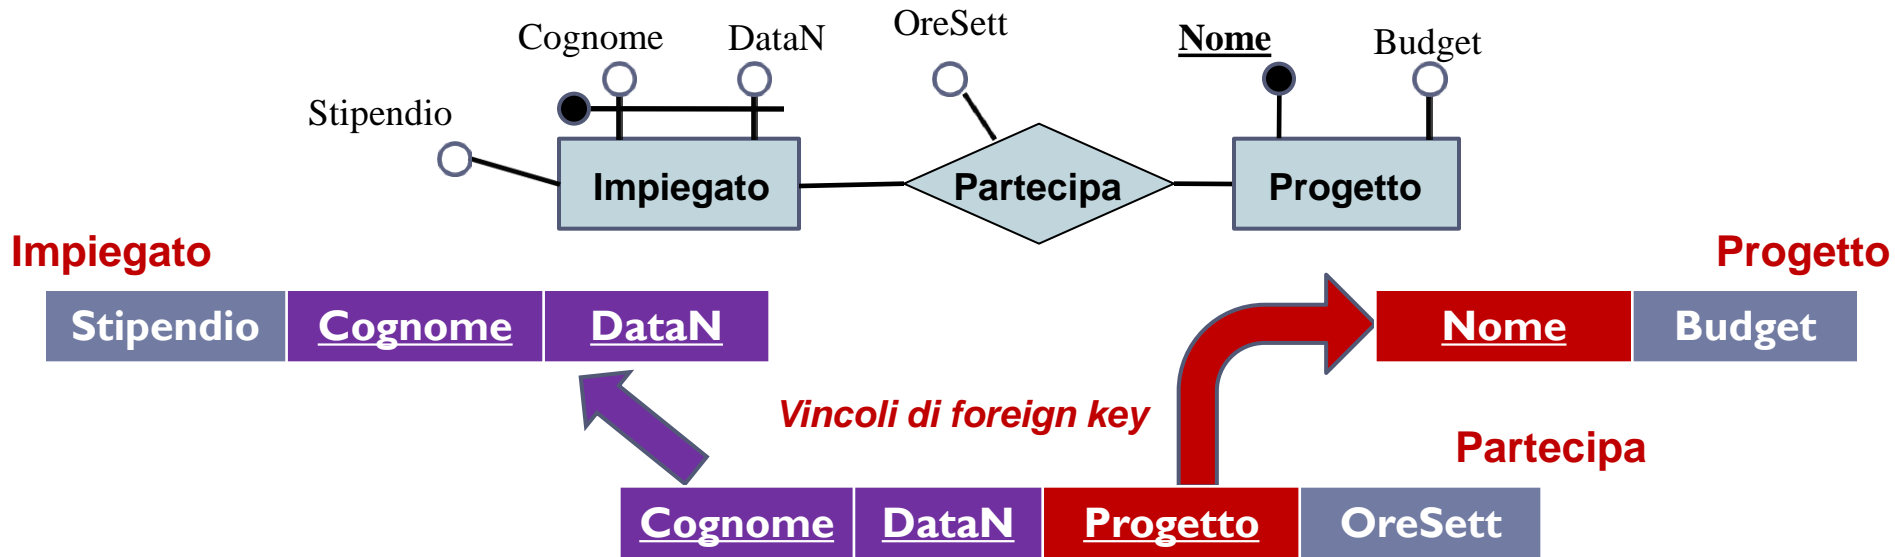 Cognome DataN OreSett Nome Budget
Stipendio
Impiegato Partecipa Progetto
Impiegato Progetto
Stipendio Cognome DataN Nome Budget
Vincoli di foreign key
Partecipa
Cognome DataN Progetto OreSett